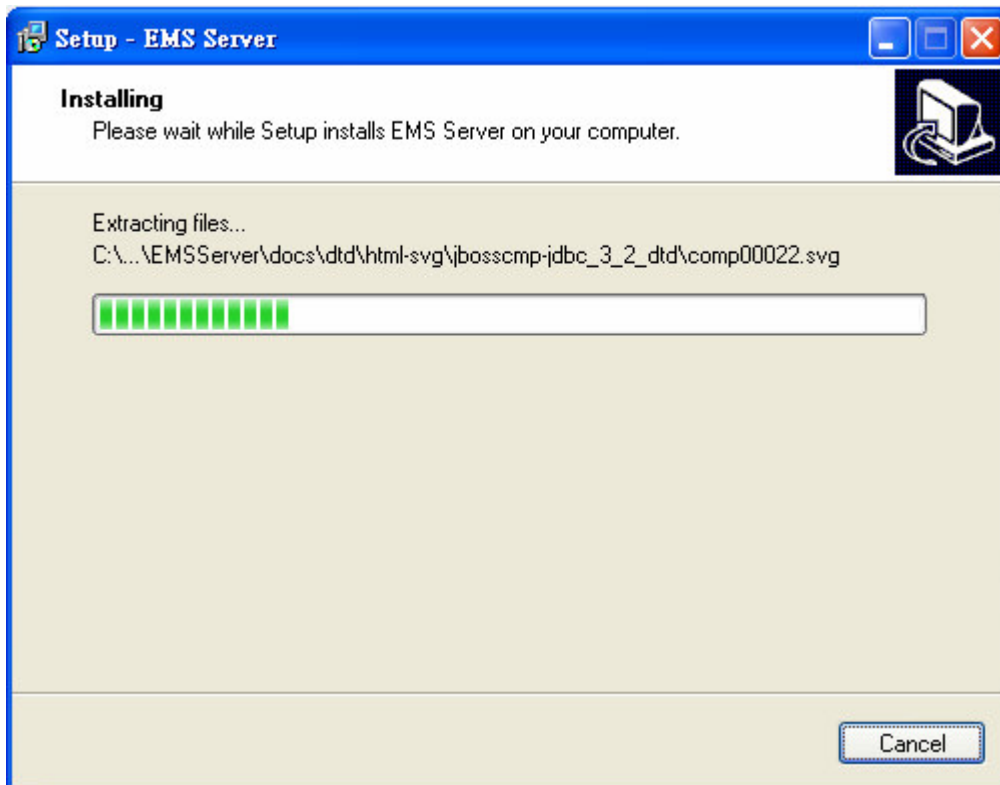 Setup - EMS Server
Installing
Please wait while Setup installs EMS Server on your computer.
Extracting files...
C:\...\EMSServer\docs\dtd\html-svg\jbosscmp-jdbc_3_2_dtd\comp00022.svg
Cancel